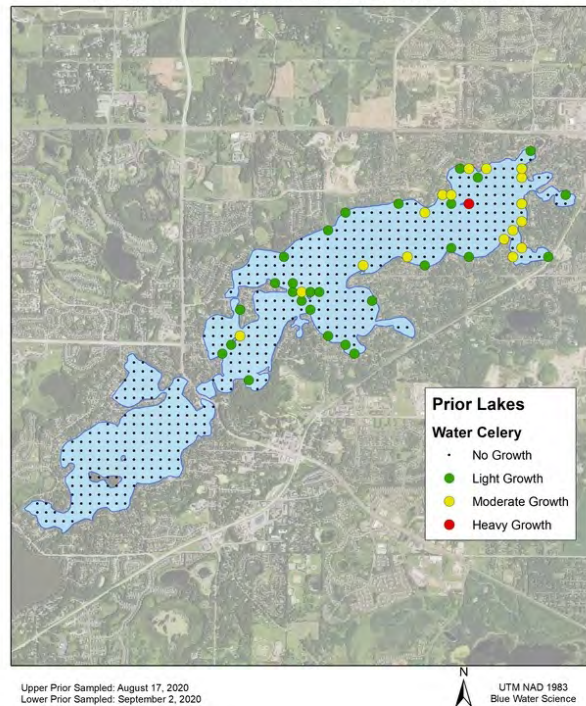 Prior Lakes
Water Celery
No Growth
Light Growth
Moderate Growth
Heavy Growth
Upper Prior Sampled: August 17, 2020
Lower Prior Sampled: September 2, 2020
N
UTM NAD 1983
Blue Water Science